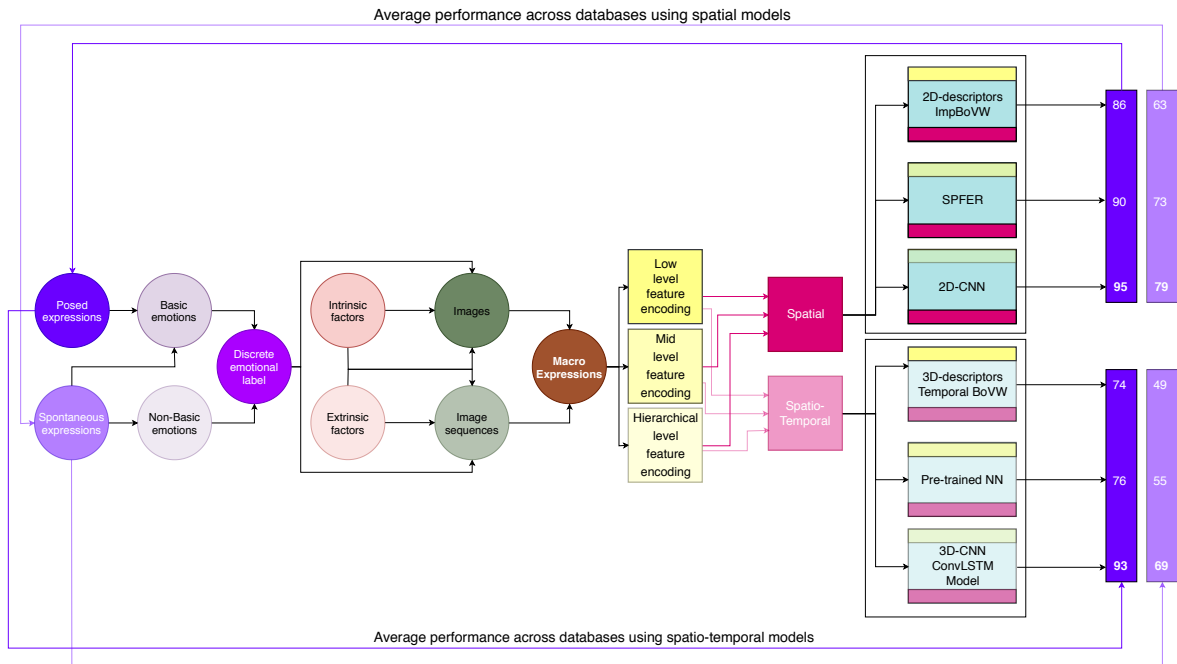 Average performance across databases using spatial models
2D-descriptors
ImpBoVW
86
63
SPFER
90
73
2D-CNN
95
79
Posed
expressions
Basic
emotions
Discrete
emotional
label
Spontaneous
expressions
Non-Basic
emotions
Intrinsic
factors
Extrinsic
factors
Images
Image
sequences
Macro
Expressions
Low
level
feature
encoding
Mid
level
feature
encoding
Hierarchical
level
feature
encoding
Spatial
Spatio-
Temporal
3D-descriptors
Temporal BoVW
74
49
Pre-trained NN
76
55
3D-CNN
ConvLSTM
Model
93
69
Average performance across databases using spatio-temporal models